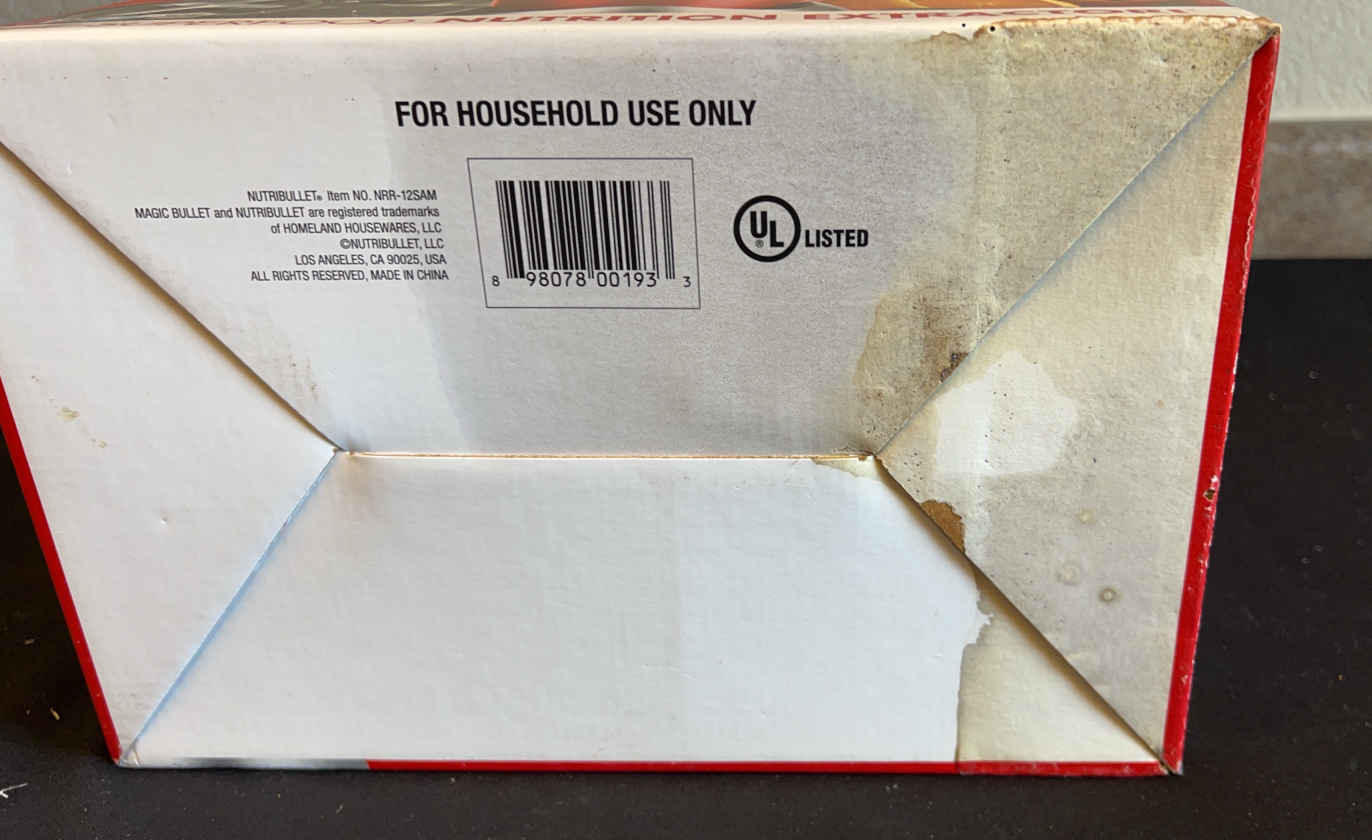 NUTRITION
FOR HOUSEHOLD USE ONLY
NUTRIBULLET® Item NO. NRR-12SAM
MAGIC BULLET and NUTRIBULLET are registered trademarks
of HOMELAND HOUSEWARES, LLC
©NUTRIBULLET, LLC
LOS ANGELES, CA 90025, USA
ALL RIGHTS RESERVED, MADE IN CHINA
8 98078 00193 3
UL ® LISTED